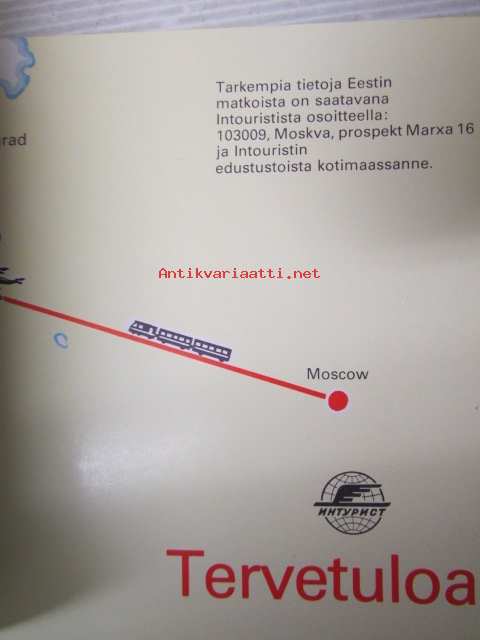 Tarkempia tietoja Eestin
matkoista on saatavana
Intouristista osoitteella:
103009, Moskva, prospekt Marxa 16
ja Intouristin
edustustoista kotimaassanne.
rad
Antikvariaatti.net
Moscow
ИНТУРИСТ
Tervetuloa